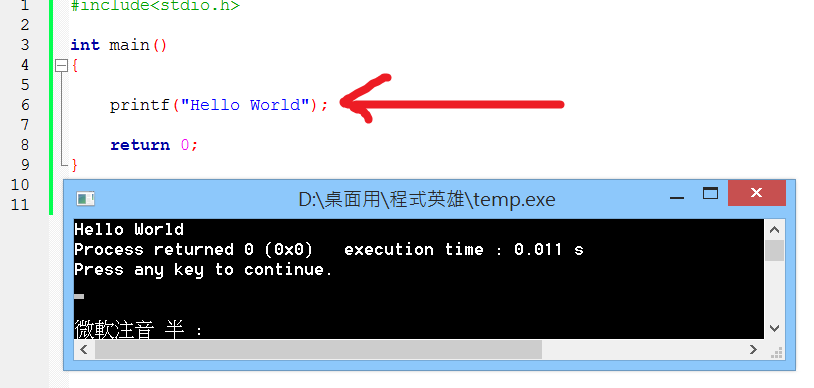 1 #include<stdio.h>
2
3 int main()
4 {
5
6 printf("Hello World");
7
8 return 0;
9 }
10
11
D:\桌面用\程式英雄\temp.exe
Hello World
Process returned 0 (0x0) execution time : 0.011 s
Press any key to continue.
微軟注音 半 :